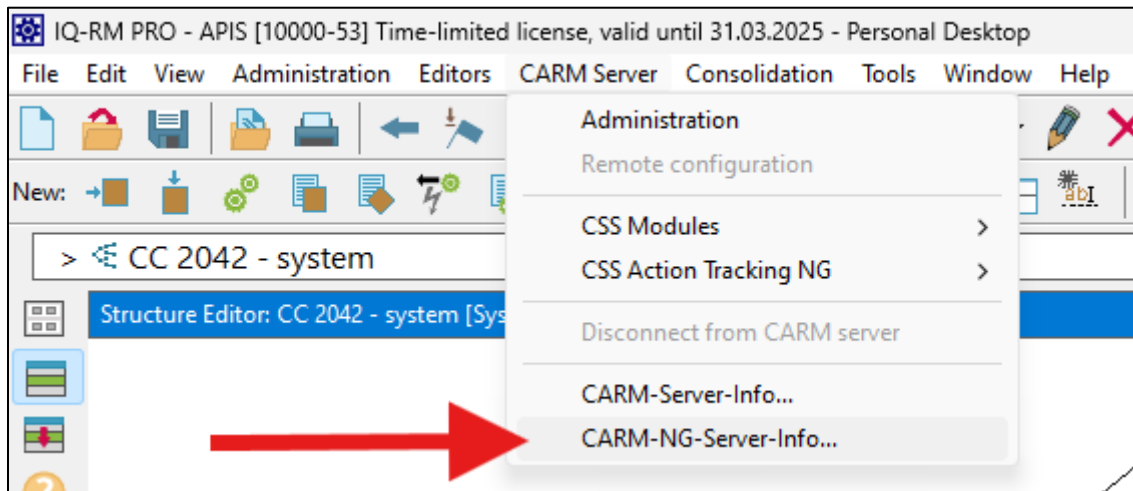 IQ-RM PRO - APIS [10000-53] Time-limited license, valid until 31.03.2025 - Personal Desktop
File Edit View Administration Editors CARM Server Consolidation Tools Window Help
Administration
Remote configuration
New:
abI
CSS Modules
> CC 2042 - system
CSS Action Tracking NG
Structure Editor: CC 2042 - system [Sys
Disconnect from CARM server
CARM-Server-Info...
CARM-NG-Server-Info...